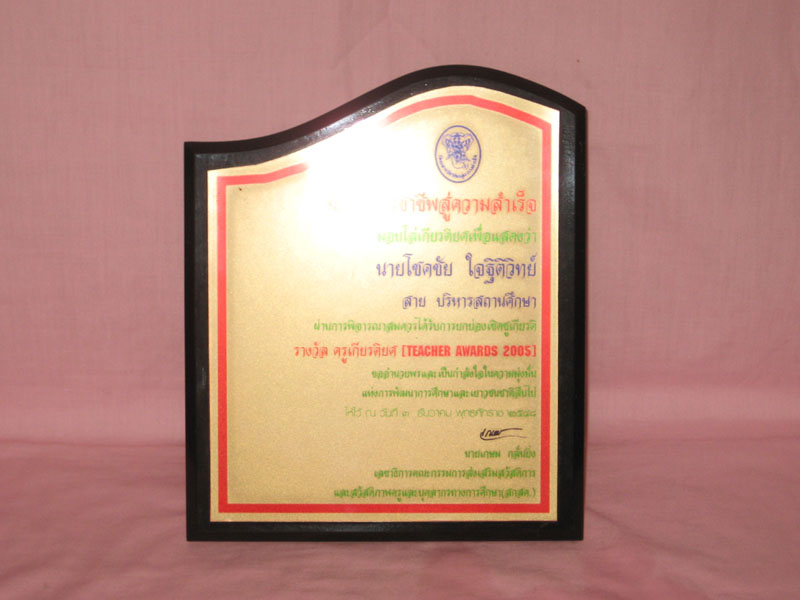 อาชีพสู่ความสำเร็จ
มอบโล่เกียรติยศเพื่อแสดงว่า
นายโชดชัย ใจฐิติวิทย์
สาย บริหารสถานศึกษา
ผ่านการพิจารณาสมควรได้รับการยกย่องเชิดชูเกียรติ
รางวัล ครูเกียรติยศ [TEACHER AWARDS 2005]
ขออำนวยพรและเป็นกำลังใจในความมุ่งมั่น
แห่งการพัฒนาการศึกษาและเยาวชนชาติสืบไป
ให้ไว้ ณ วันที่ ๓ ธันวาคม พุทธศักราช ๒๕๔๘
นายเกษม กลั่นยิ่ง
เลขาธิการคณะกรรมการส่งเสริมสวัสดิการ
และสวัสดิภาพครูและบุคลากรทางการศึกษา(สกสค.)